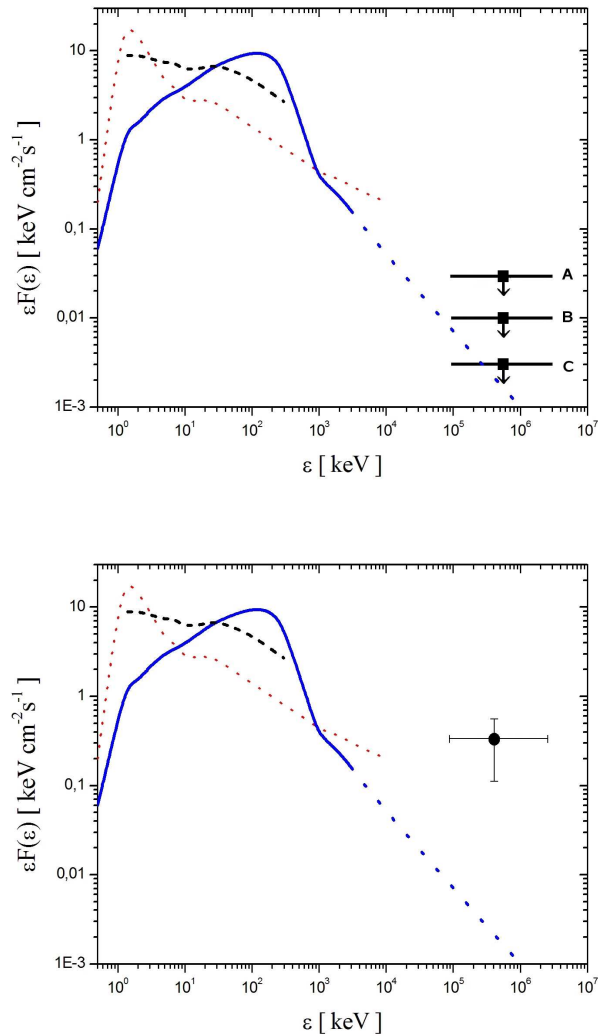 10
1
0,1
0,01
1E-3
εF(ε) [ keV cm⁻²s⁻¹]
A
B
C
10⁰ 10¹ 10² 10³ 10⁴ 10⁵ 10⁶ 10⁷
ε [ keV ]
10
1
0,1
0,01
1E-3
εF(ε) [ keV cm⁻²s⁻¹]
10⁰ 10¹ 10² 10³ 10⁴ 10⁵ 10⁶ 10⁷
ε [ keV ]